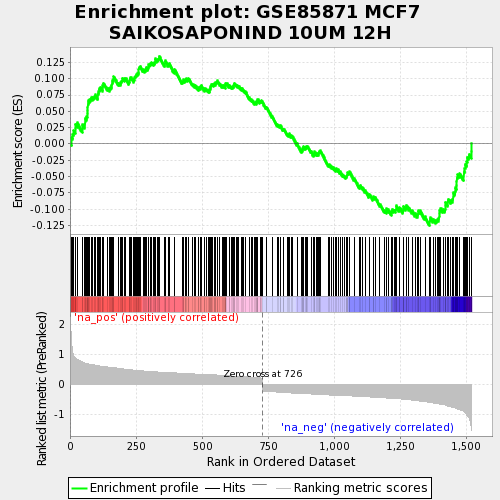 Enrichment plot: GSE85871 MCF7
SAIKOSAPONIND 10UM 12H
Enrichment score (ES)
0.125
0.100
0.075
0.050
0.025
0.000
-0.025
-0.050
-0.075
-0.100
-0.125
Ranked list metric (PreRanked)
2
1
0
-1
'na_pos' (positively correlated)
Zero cross at 726
'na_neg' (negatively correlated)
0
250
500
750
1,000
1,250
1,500
Rank in Ordered Dataset
Enrichment profile
Hits
Ranking metric scores